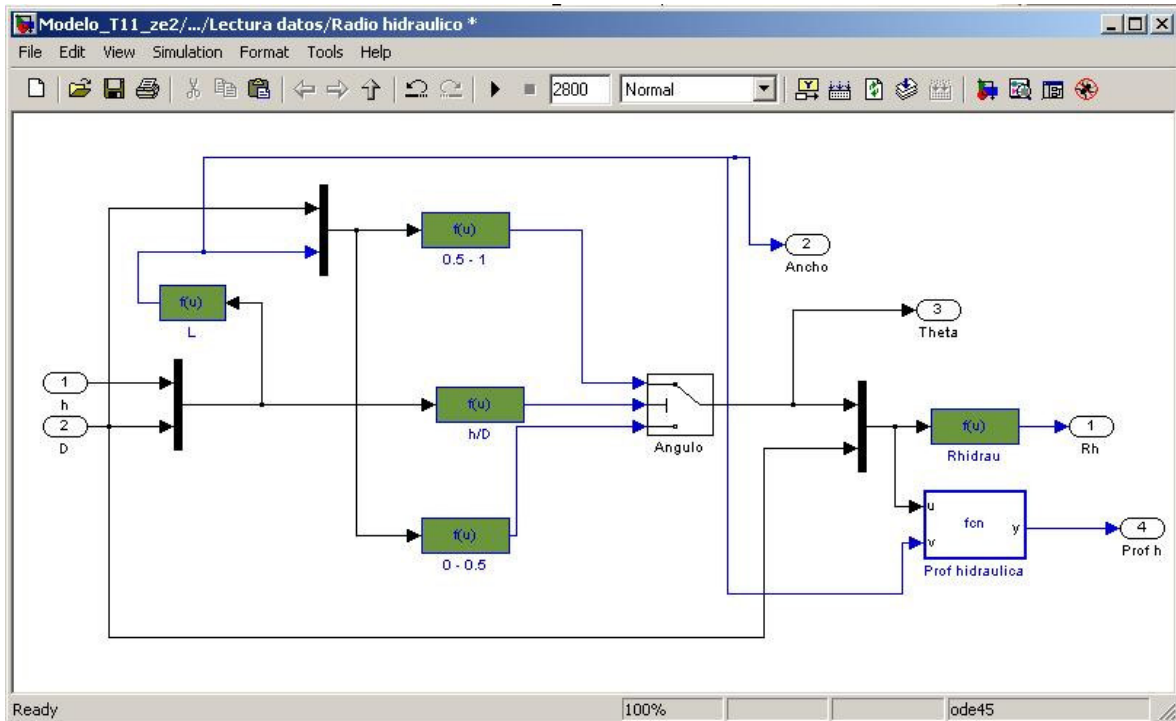 Modelo_T11_ze2/.../Lectura datos/Radio hidraulico *
File Edit View Simulation Format Tools Help
2800 Normal
f(u)
0.5 - 1
2
Ancho
f(u)
L
3
Theta
1
h
2
D
f(u)
h/D
Angulo
f(u)
Rhidrau
1
Rh
f(u)
0 - 0.5
u
fcn
y
v
Prof hidraulica
4
Prof h
Ready 100% ode45